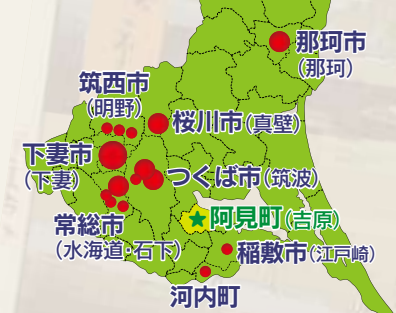 那珂市
(那珂)
筑西市
(明野)
桜川市(真壁)
下妻市
(下妻)
つくば市(筑波)
阿見町(吉原)
常総市
(水海道・石下)
稲敷市(江戸崎)
河内町